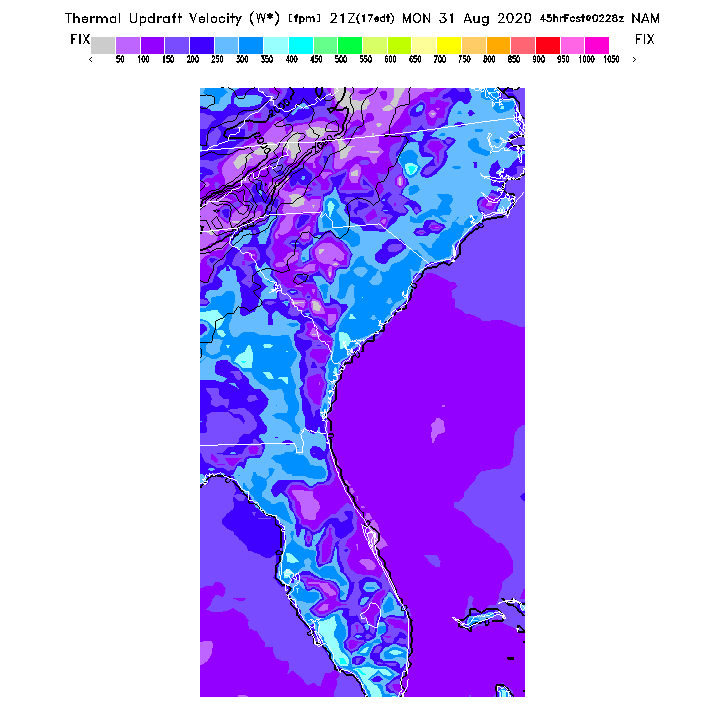 Thermal Updraft Velocity (W*) [fpm] 21Z(17edt) MON 31 Aug 2020 45hrFcst@0228z NAM
FIX FIX
< 50 100 150 200 250 300 350 400 450 500 550 600 650 700 750 800 850 900 950 1000 1050 >